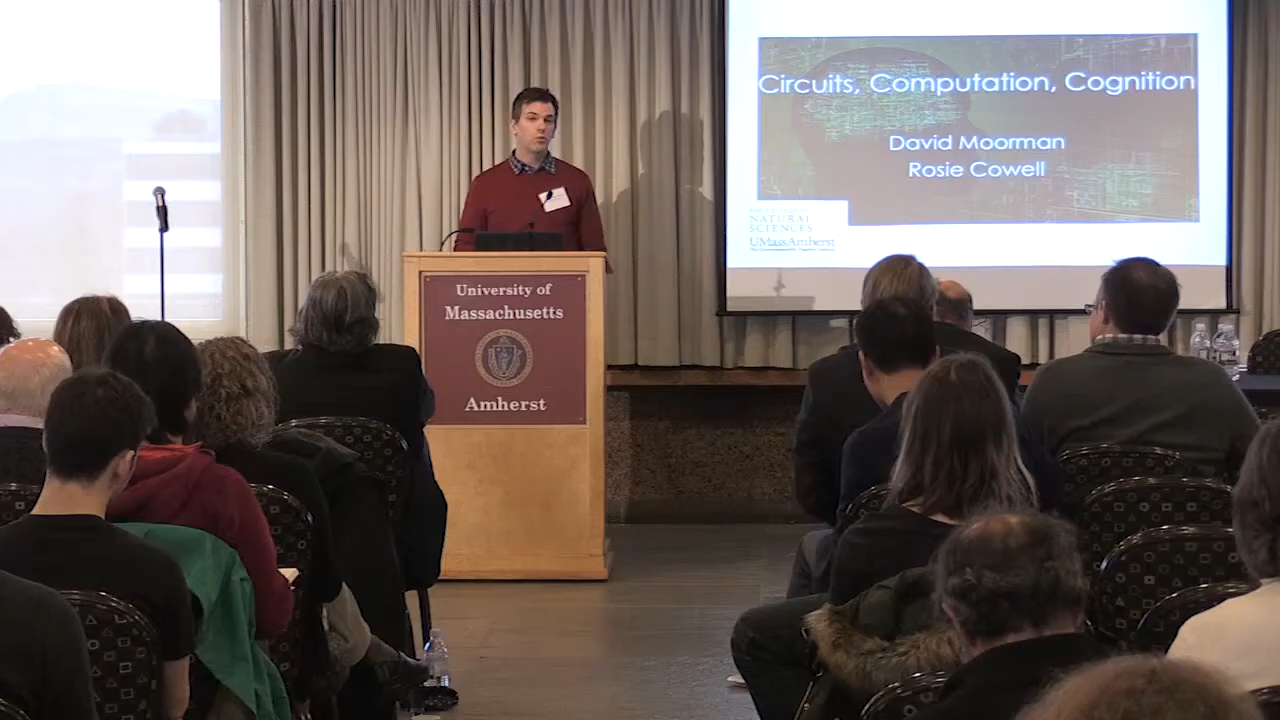 Circuits, Computation, Cognition
David Moorman
Rosie Cowell
NATURAL
SCIENCES
UMassAmherst
University of
Massachusetts
Amherst